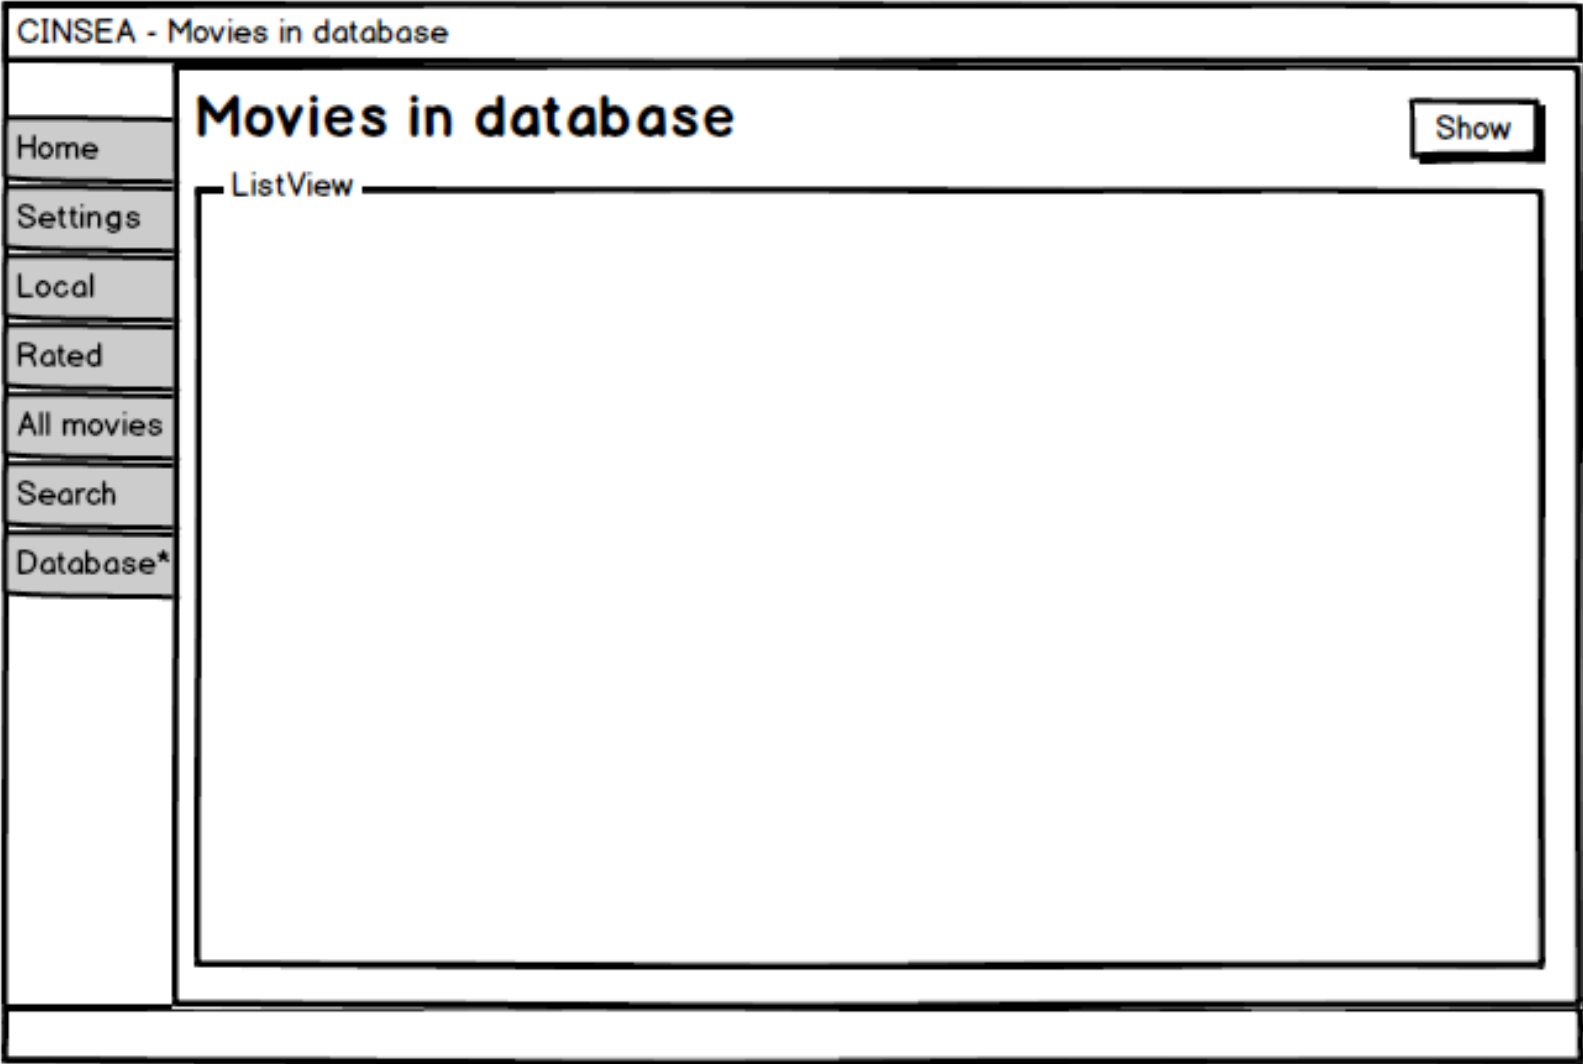 CINSEA - Movies in database
Movies in database
Show
ListView
Home
Settings
Local
Rated
All movies
Search
Database*